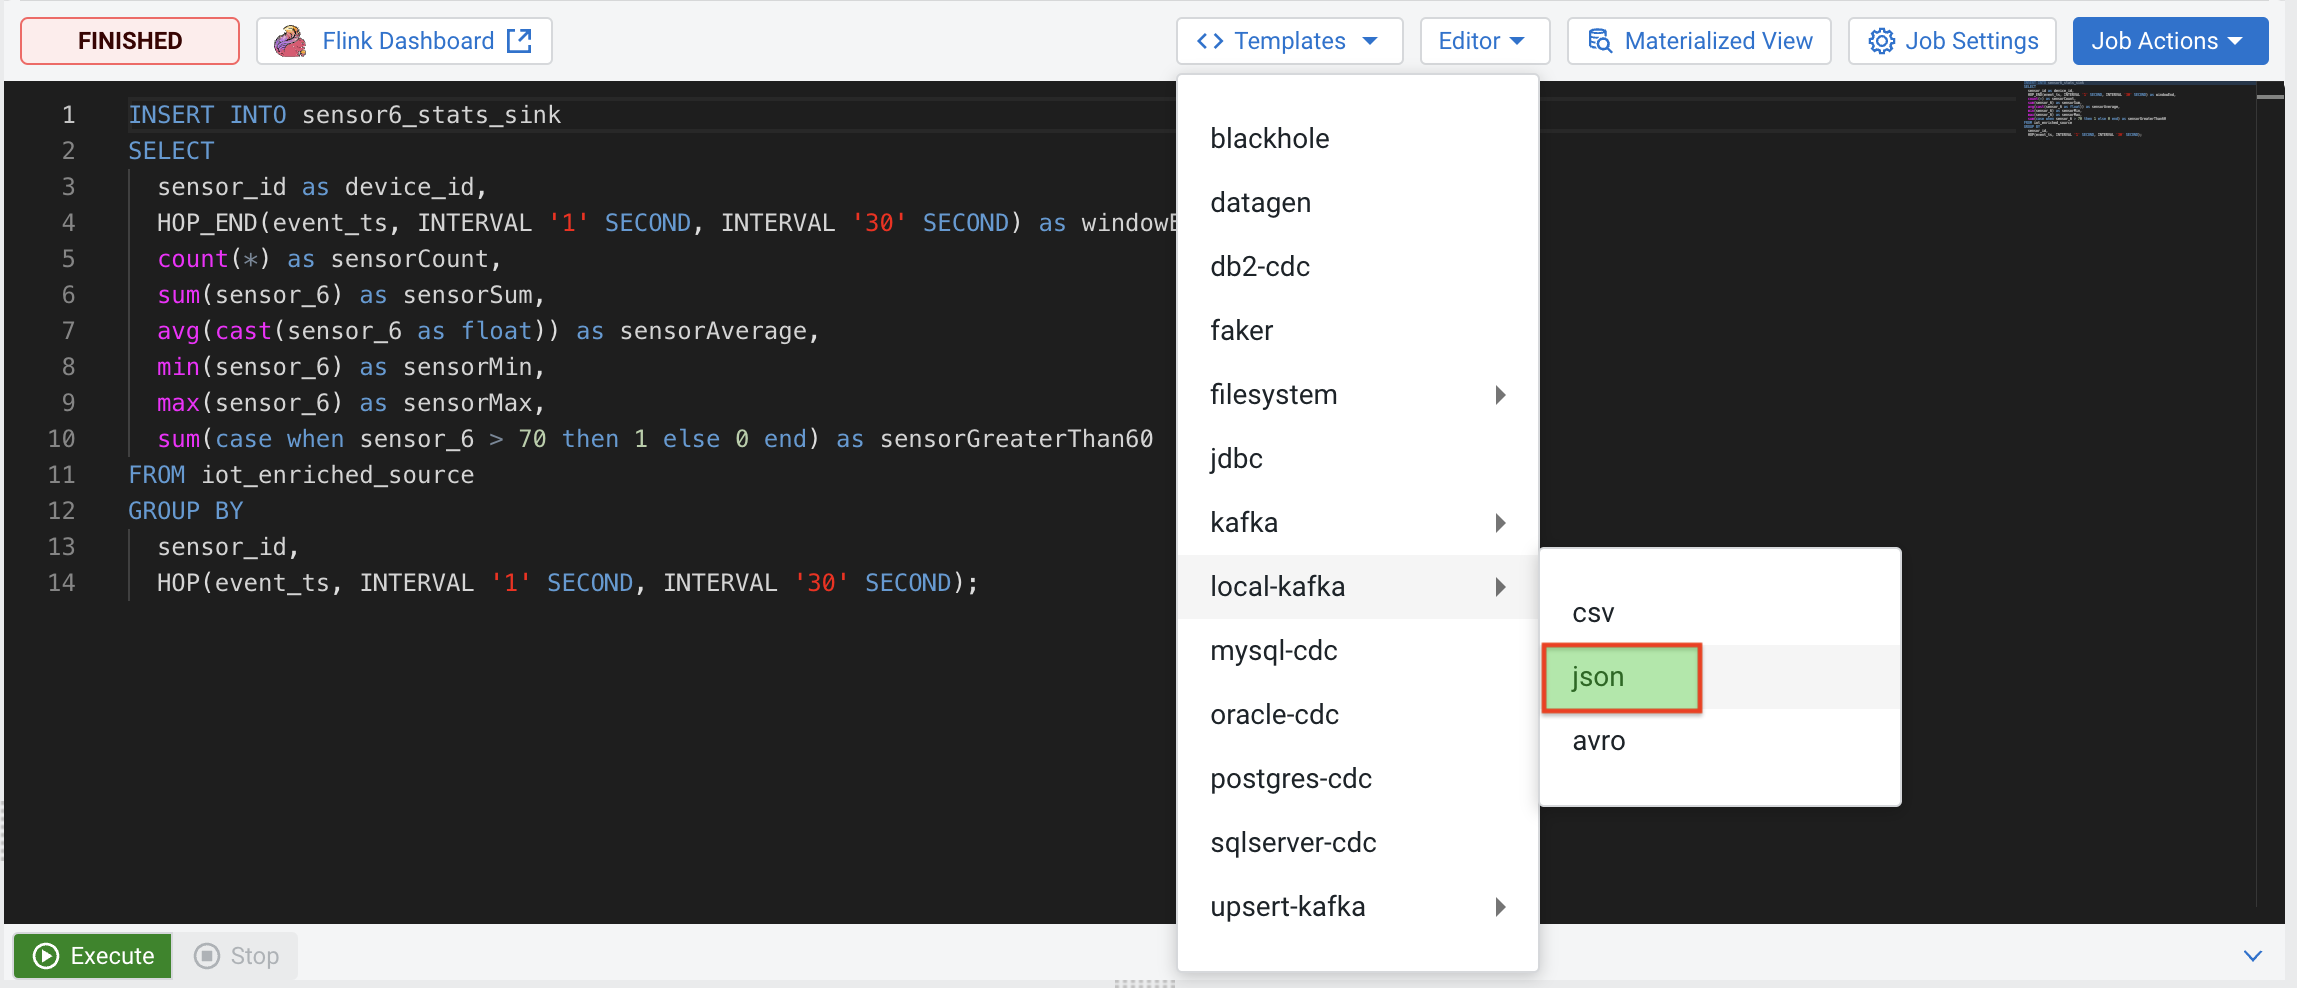 FINISHED
Flink Dashboard
<> Templates
Editor
Materialized View
Job Settings
Job Actions
1 INSERT INTO sensor6_stats_sink
2 SELECT
3 sensor_id as device_id,
4 HOP_END(event_ts, INTERVAL '1' SECOND, INTERVAL '30' SECOND) as windowE
5 count(*) as sensorCount,
6 sum(sensor_6) as sensorSum,
7 avg(cast(sensor_6 as float)) as sensorAverage,
8 min(sensor_6) as sensorMin,
9 max(sensor_6) as sensorMax,
10 sum(case when sensor_6 > 70 then 1 else 0 end) as sensorGreaterThan60
11 FROM iot_enriched_source
12 GROUP BY
13 sensor_id,
14 HOP(event_ts, INTERVAL '1' SECOND, INTERVAL '30' SECOND);
blackhole
datagen
db2-cdc
faker
filesystem
jdbc
kafka
local-kafka
mysql-cdc
oracle-cdc
postgres-cdc
sqlserver-cdc
upsert-kafka
csv
json
avro
Execute
Stop